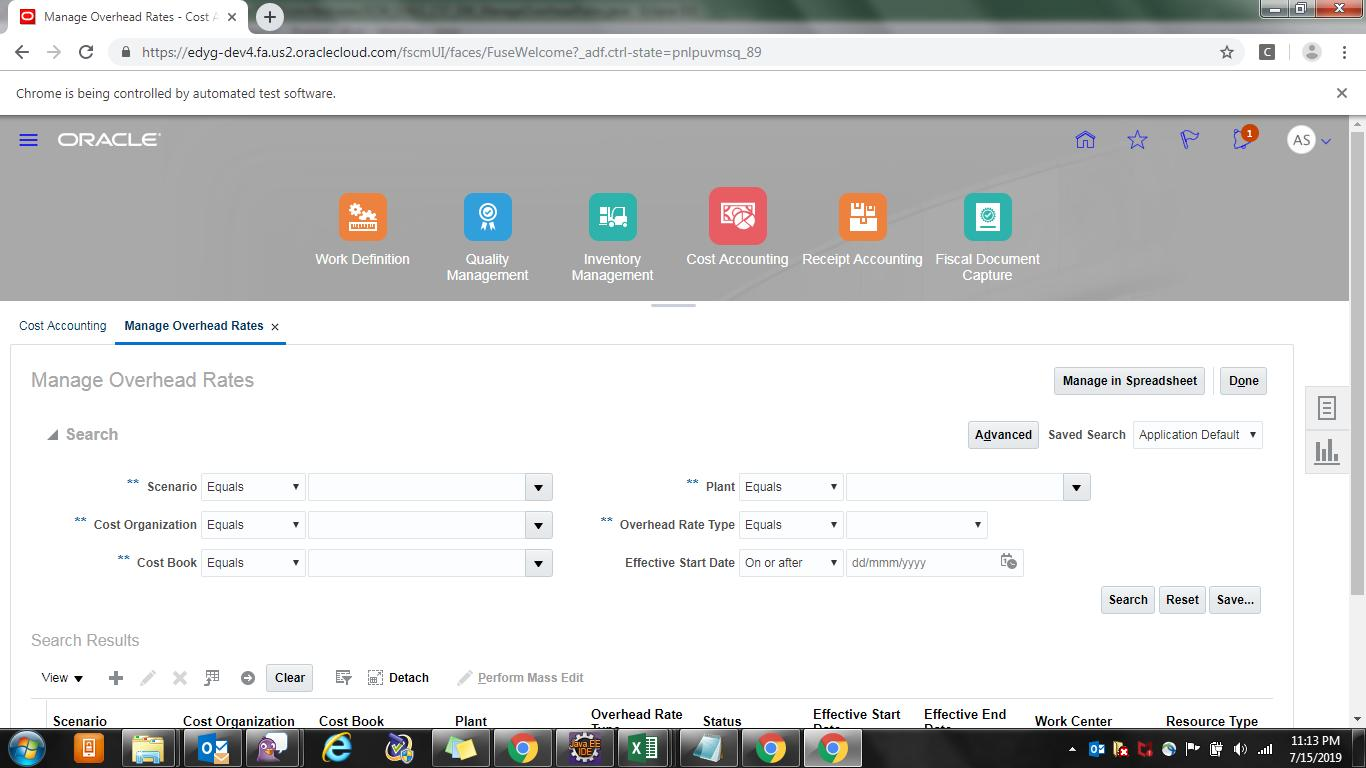 Manage Overhead Rates - Cost A
https://edyg-dev4.fa.us2.oraclecloud.com/fscmUI/faces/FuseWelcome?_adf.ctrl-state=pnlpuvmsq_89
C
Chrome is being controlled by automated test software.
ORACLE
1
AS
Work Definition
Quality Management
Inventory Management
Cost Accounting
Receipt Accounting
Fiscal Document Capture
Cost Accounting
Manage Overhead Rates
Manage Overhead Rates
Manage in Spreadsheet
Done
Search
Advanced
Saved Search
Application Default
** Scenario Equals
** Plant Equals
** Cost Organization Equals
** Overhead Rate Type Equals
** Cost Book Equals
Effective Start Date On or after dd/mmm/yyyy
Search
Reset
Save...
Search Results
View
Clear
Detach
Perform Mass Edit
Scenario
Cost Organization
Cost Book
Plant
Overhead Rate Type
Status
Effective Start Date
Effective End Date
Work Center
Resource Type
Java EE IDE
11:13 PM
7/15/2019